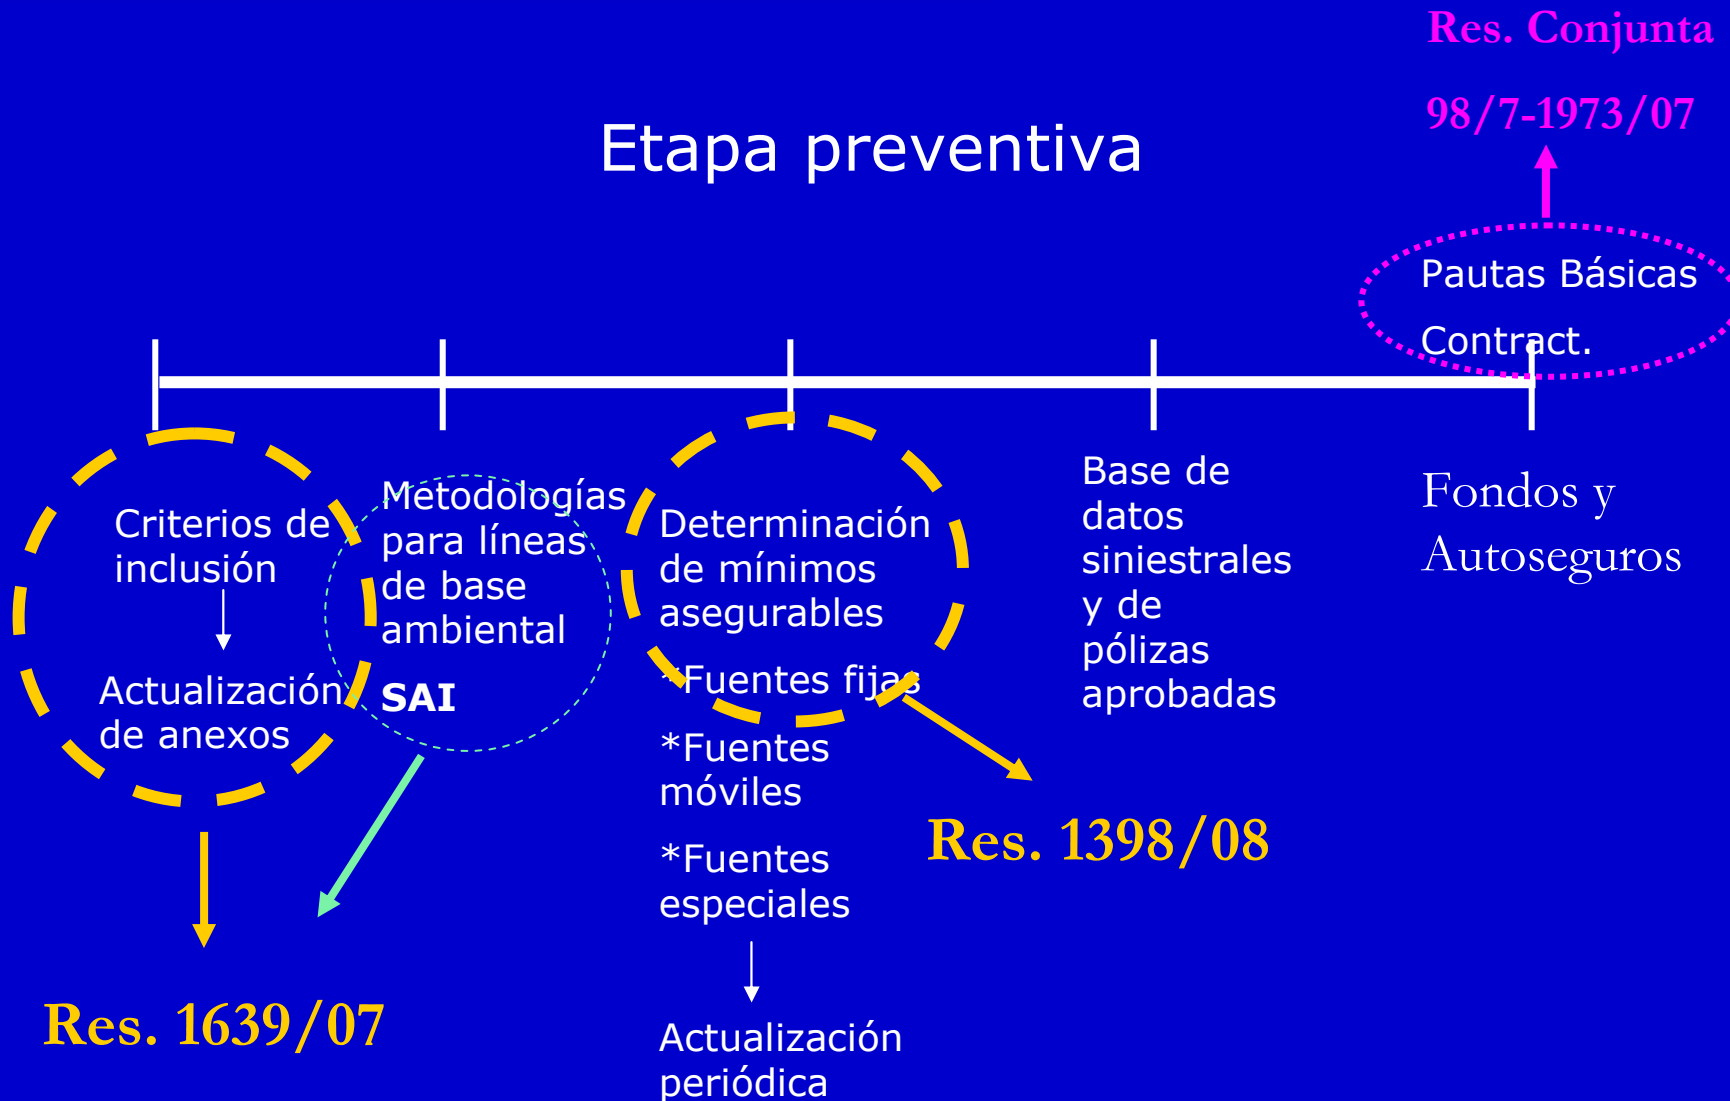 Res. Conjunta
98/7-1973/07
Etapa preventiva
Pautas Básicas
Contract.
Criterios de
inclusión
Actualización
de anexos
Res. 1639/07
Metodologías
para líneas
de base
ambiental
SAI
Determinación
de mínimos
asegurables
*Fuentes fijas
*Fuentes
móviles
*Fuentes
especiales
Actualización
periódica
Res. 1398/08
Base de
datos
siniestrales
y de
pólizas
aprobadas
Fondos y
Autoseguros